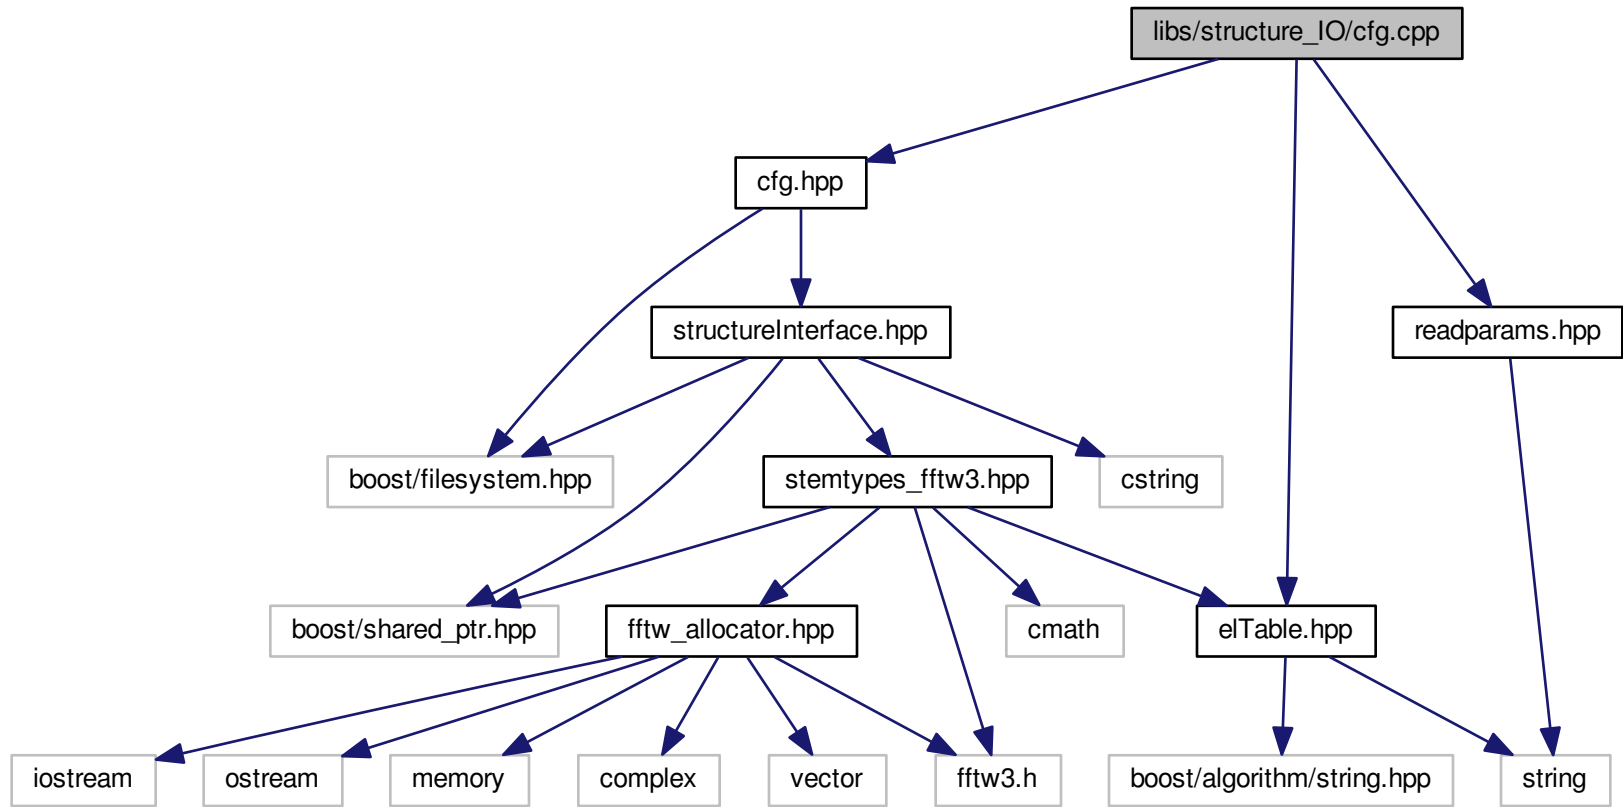 libs/structure_IO/cfg.cpp
cfg.hpp
structureInterface.hpp
readparams.hpp
boost/filesystem.hpp
stemtypes_fftw3.hpp
cstring
boost/shared_ptr.hpp
fftw_allocator.hpp
cmath
elTable.hpp
iostream
ostream
memory
complex
vector
fftw3.h
boost/algorithm/string.hpp
string